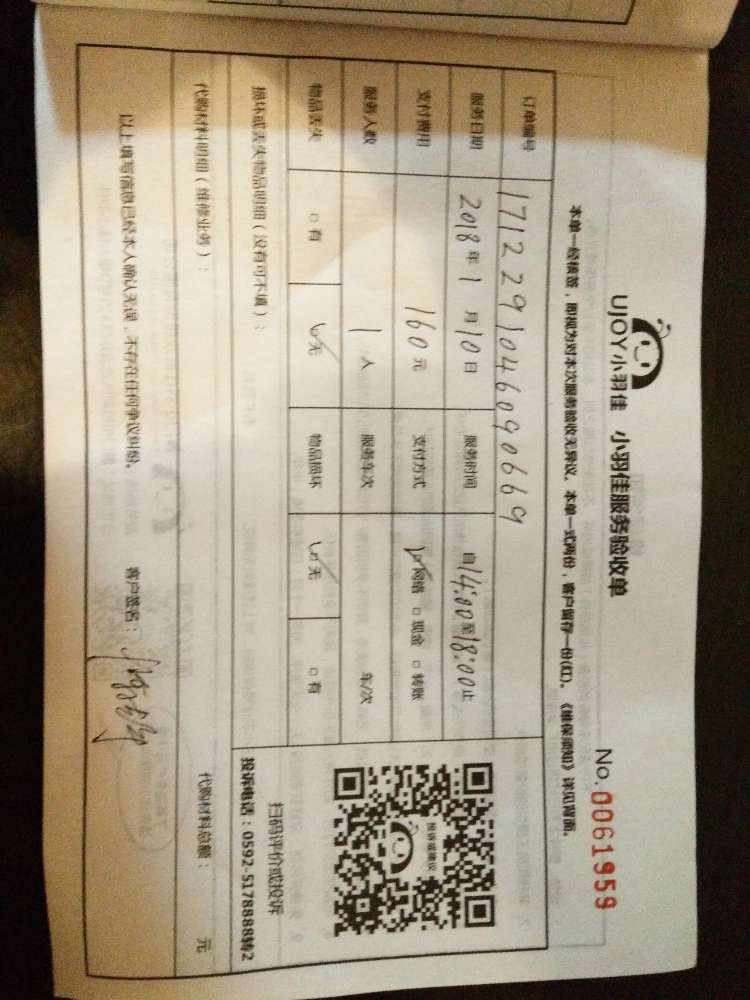 UJOY小羽佳 小羽佳服务验收单
No. 0061959
本单一经核签，即视为对本次服务验收无异议。本单一式两份，客户留存一份(红)。《维保须知》详见背面。
订单编号 1712291046090669
服务日期 2018年1月10日 服务时间 自14:00至18:00止
支付费用 160元 支付方式 ☑网络 □现金 □转账
服务人数 1人 服务车次 车/次
物品丢失 □有 ☑无 物品损坏 ☑无 □有
投诉或建议
扫码评价或投诉
投诉电话：0592-5178888转2
损坏或丢失物品明细（没有可不填）：
代购材料明细（维修业务）： 代购材料总额： 元
以上填写信息已经本人确认无误，不存在任何争议纠纷。 客户签名：